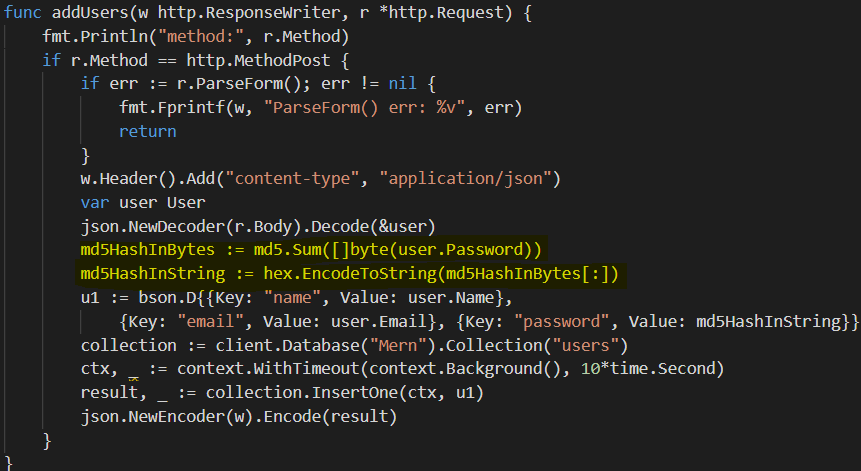 func addUsers(w http.ResponseWriter, r *http.Request) {
fmt.Println("method:", r.Method)
if r.Method == http.MethodPost {
if err := r.ParseForm(); err != nil {
fmt.Fprintf(w, "ParseForm() err: %v", err)
return
}
w.Header().Add("content-type", "application/json")
var user User
json.NewDecoder(r.Body).Decode(&user)
md5HashInBytes := md5.Sum([]byte(user.Password))
md5HashInString := hex.EncodeToString(md5HashInBytes[:])
u1 := bson.D{{Key: "name", Value: user.Name},
{Key: "email", Value: user.Email}, {Key: "password", Value: md5HashInString}}
collection := client.Database("Mern").Collection("users")
ctx, _ := context.WithTimeout(context.Background(), 10*time.Second)
result, _ := collection.InsertOne(ctx, u1)
json.NewEncoder(w).Encode(result)
}
}